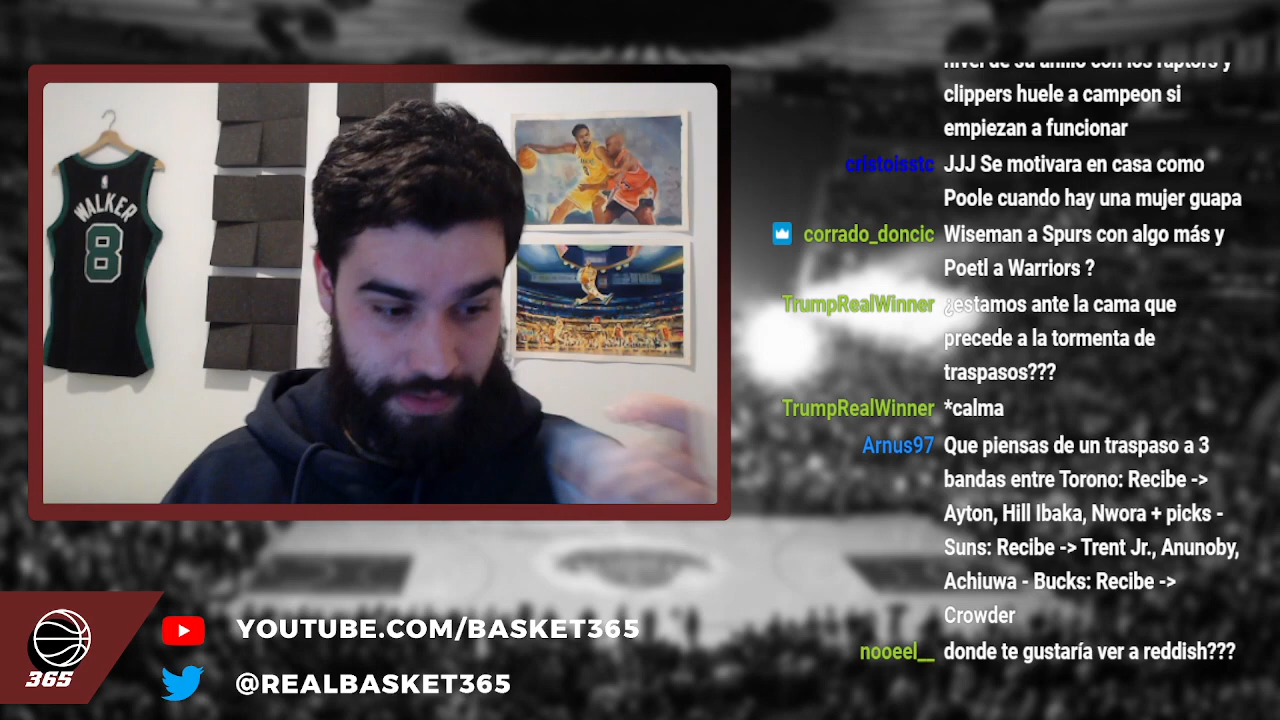 WALKER
8
nivel de su anillo con los raptors y
clippers huele a campeon si
empiezan a funcionar
cristoisstc JJJ Se motivara en casa como
Poole cuando hay una mujer guapa
corrado_doncic Wiseman a Spurs con algo más y
Poetl a Warriors ?
TrumpRealWinner ¿estamos ante la cama que
precede a la tormenta de
traspasos???
TrumpRealWinner *calma
Arnus97 Que piensas de un traspaso a 3
bandas entre Torono: Recibe ->
Ayton, Hill Ibaka, Nwora + picks -
Suns: Recibe -> Trent Jr., Anunoby,
Achiuwa - Bucks: Recibe ->
Crowder
nooeel__ donde te gustaría ver a reddish???
365
YOUTUBE.COM/BASKET365
@REALBASKET365